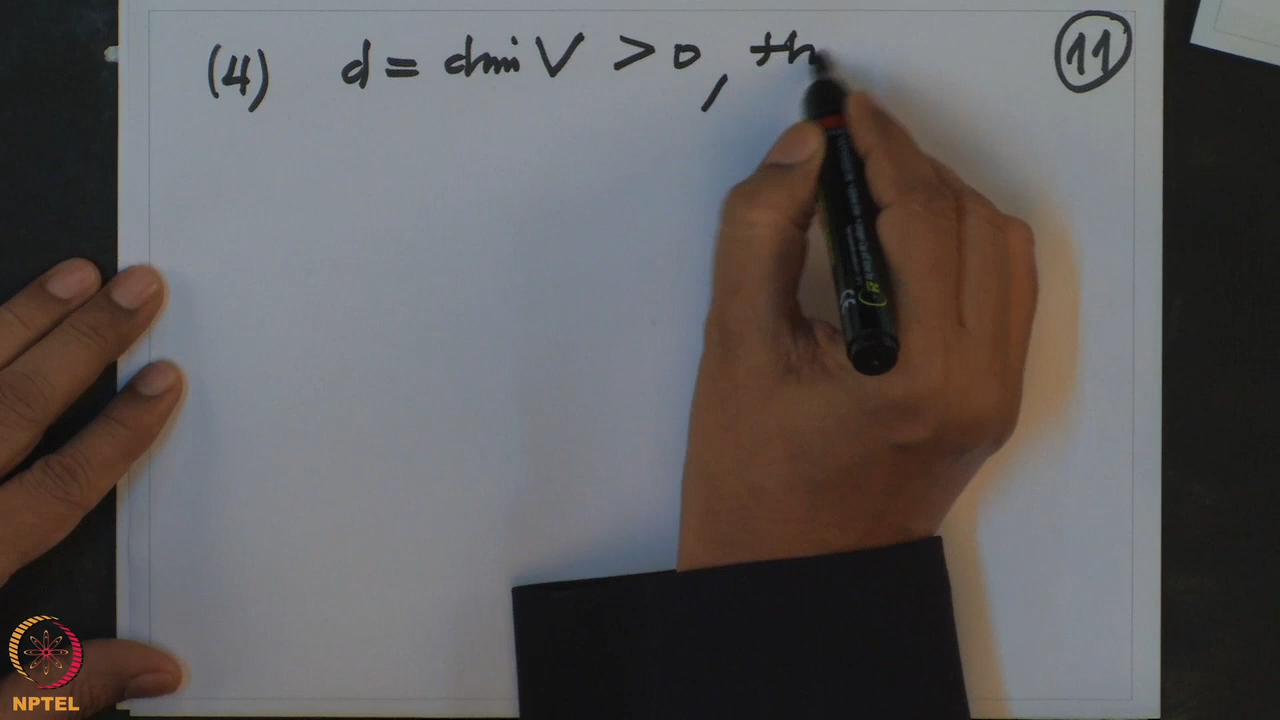 (4) d = dim V > 0, th
11
NPTEL